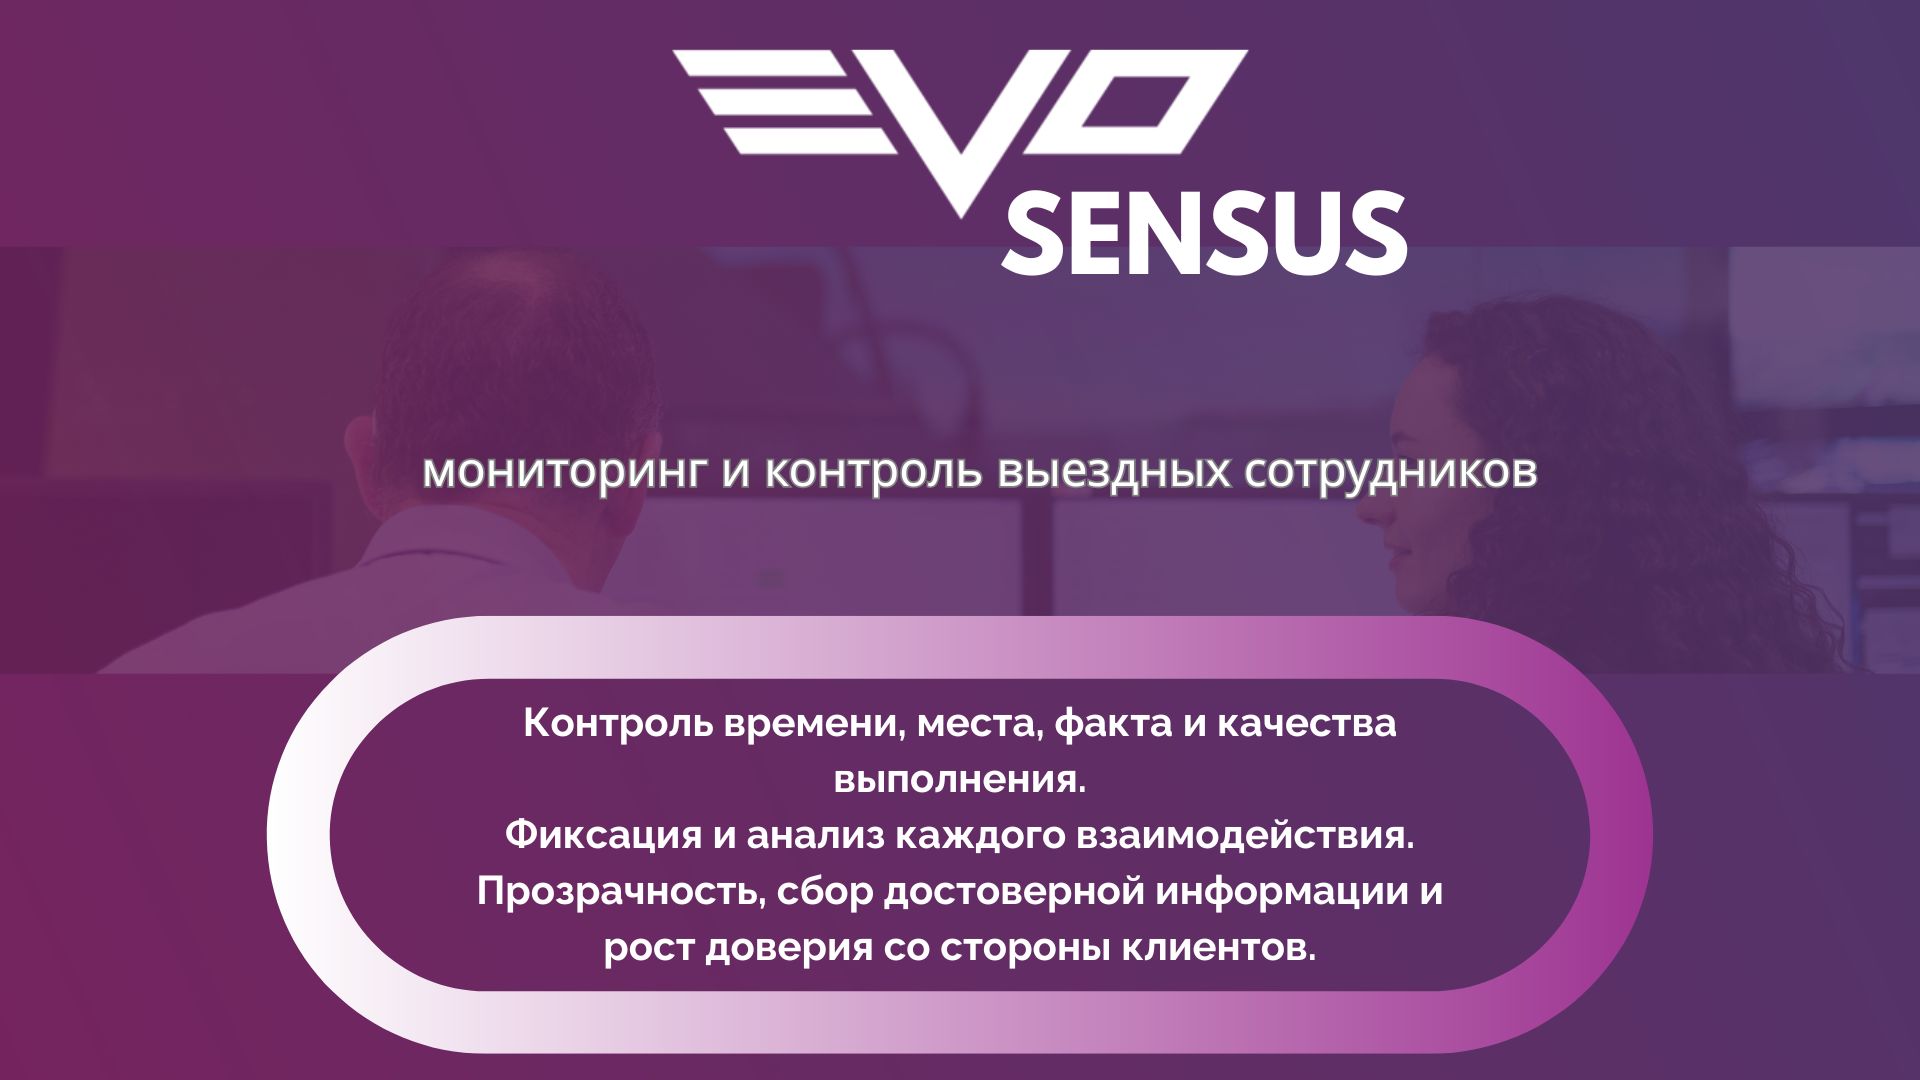 EVO
SENSUS
мониторинг и контроль выездных сотрудников
Контроль времени, места, факта и качества
выполнения.
Фиксация и анализ каждого взаимодействия.
Прозрачность, сбор достоверной информации и
рост доверия со стороны клиентов.